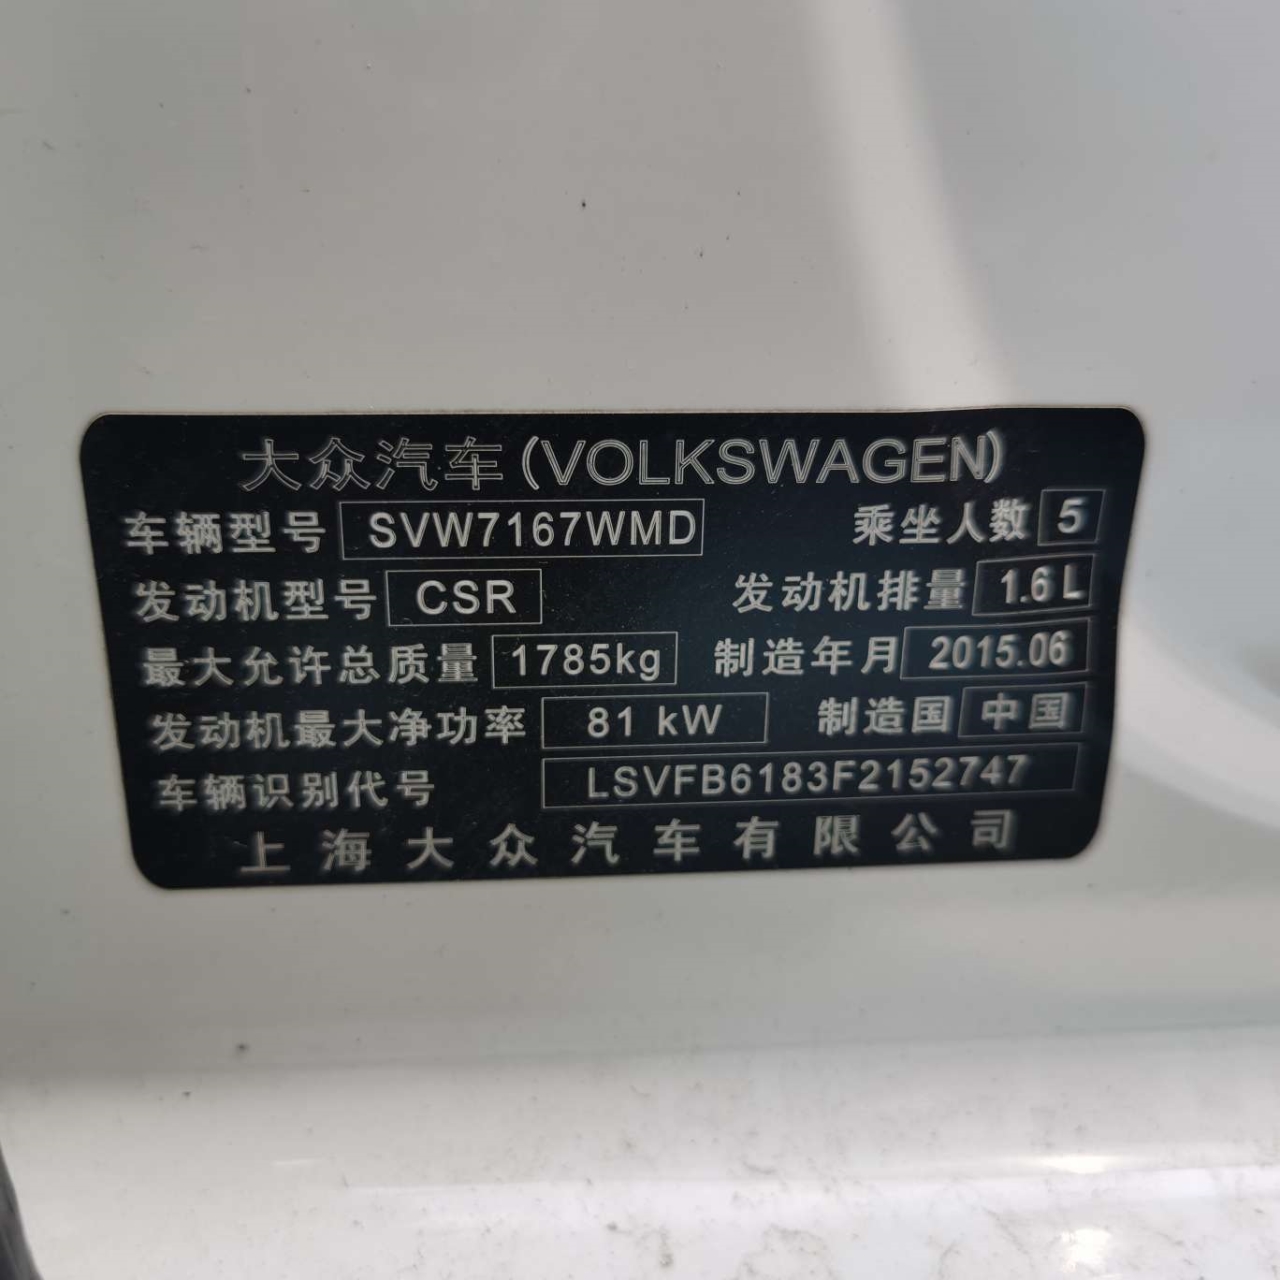 大众汽车(VOLKSWAGEN)
车辆型号 SVW7167WMD 乘坐人数 5
发动机型号 CSR 发动机排量 1.6 L
最大允许总质量 1785kg 制造年月 2015.06
发动机最大净功率 81 kW 制造国 中国
车辆识别代号 LSVFB6183F2152747
上海大众汽车有限公司